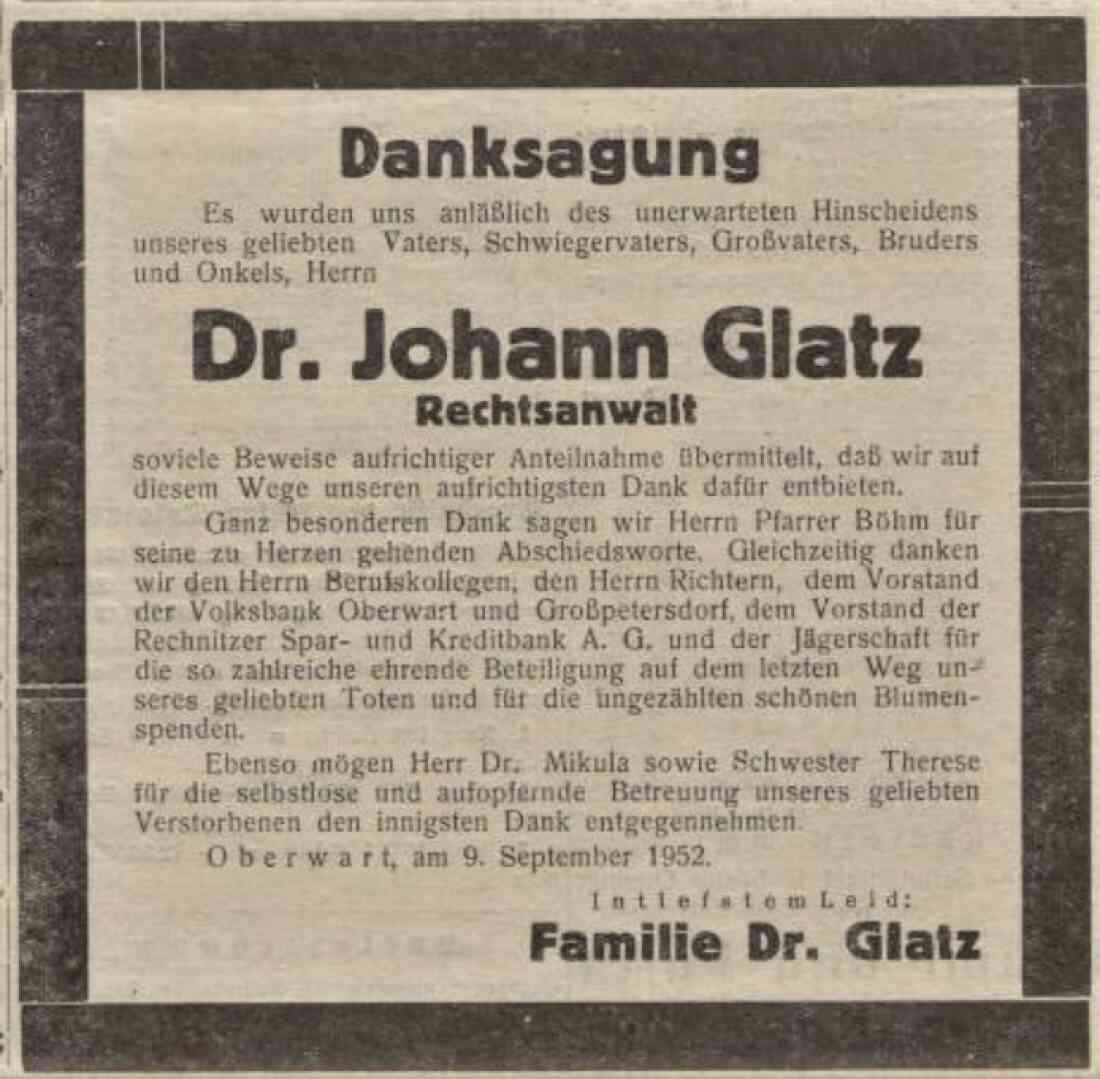 Danksagung
Es wurden uns anläßlich des unerwarteten Hinscheidens
unseres geliebten Vaters, Schwiegervaters, Großvaters, Bruders
und Onkels, Herrn
Dr. Johann Glatz
Rechtsanwalt
soviele Beweise aufrichtiger Anteilnahme übermittelt, daß wir auf
diesem Wege unseren aufrichtigsten Dank dafür entbieten.
Ganz besonderen Dank sagen wir Herrn Pfarrer Böhm für
seine zu Herzen gehenden Abschiedsworte. Gleichzeitig danken
wir den Herrn Berufskollegen, den Herrn Richtern, dem Vorstand
der Volksbank Oberwart und Großpetersdorf, dem Vorstand der
Rechnitzer Spar- und Kreditbank A. G. und der Jägerschaft für
die so zahlreiche ehrende Beteiligung auf dem letzten Weg un-
seres geliebten Toten und für die ungezählten schönen Blumen-
spenden.
Ebenso mögen Herr Dr. Mikula sowie Schwester Therese
für die selbstlose und aufopfernde Betreuung unseres geliebten
Verstorbenen den innigsten Dank entgegennehmen.
Oberwart, am 9. September 1952.
In tiefstem Leid:
Familie Dr. Glatz